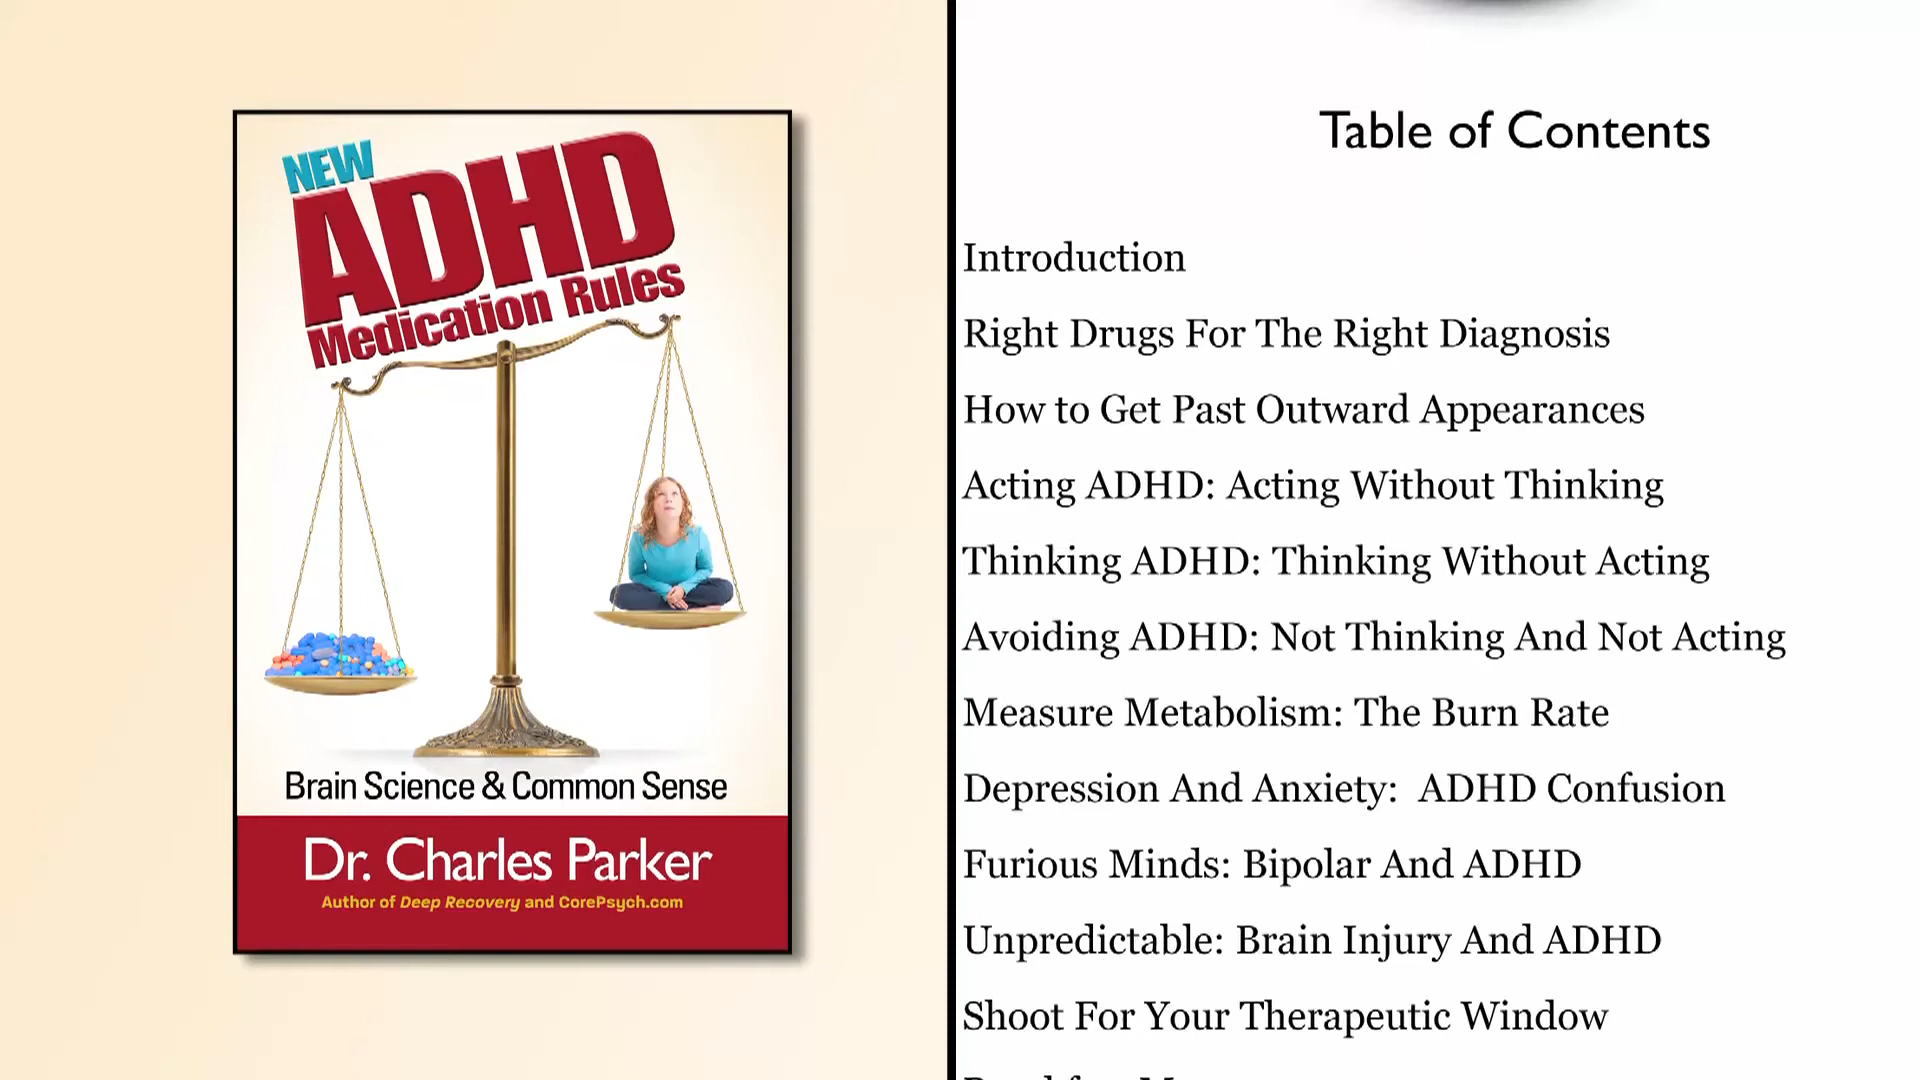 NEW
ADHD
Medication Rules
Brain Science & Common Sense
Dr. Charles Parker
Author of Deep Recovery and CorePsych.com
Table of Contents
Introduction
Right Drugs For The Right Diagnosis
How to Get Past Outward Appearances
Acting ADHD: Acting Without Thinking
Thinking ADHD: Thinking Without Acting
Avoiding ADHD: Not Thinking And Not Acting
Measure Metabolism: The Burn Rate
Depression And Anxiety:  ADHD Confusion
Furious Minds: Bipolar And ADHD
Unpredictable: Brain Injury And ADHD
Shoot For Your Therapeutic Window